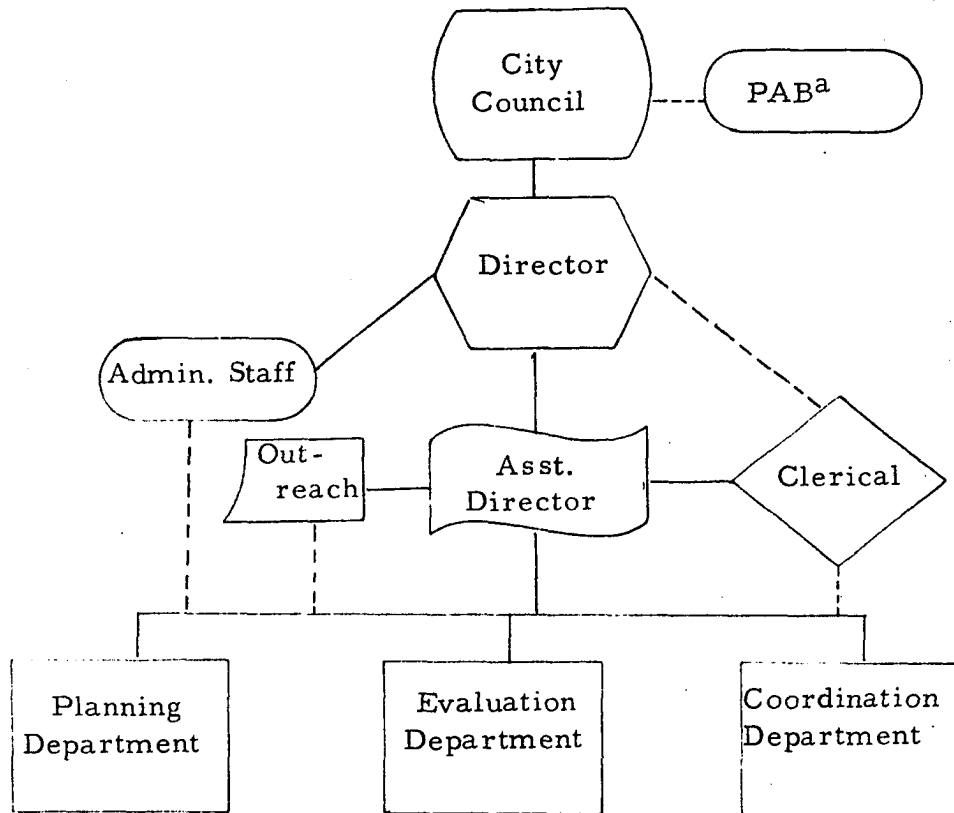 City
Council
PABᵃ
Director
Admin. Staff
Out-
reach
Asst.
Director
Clerical
Planning
Department
Evaluation
Department
Coordination
Department